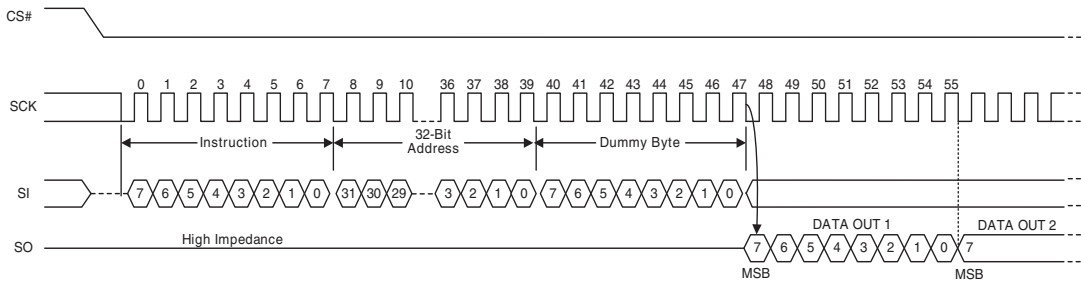 CS#
0 1 2 3 4 5 6 7 8 9 10 36 37 38 39 40 41 42 43 44 45 46 47 48 49 50 51 52 53 54 55
SCK
Instruction
32-Bit
Address
Dummy Byte
SI
7 6 5 4 3 2 1 0 31 30 29 3 2 1 0 7 6 5 4 3 2 1 0
DATA OUT 1 DATA OUT 2
SO
High Impedance
7 6 5 4 3 2 1 0 7
MSB MSB